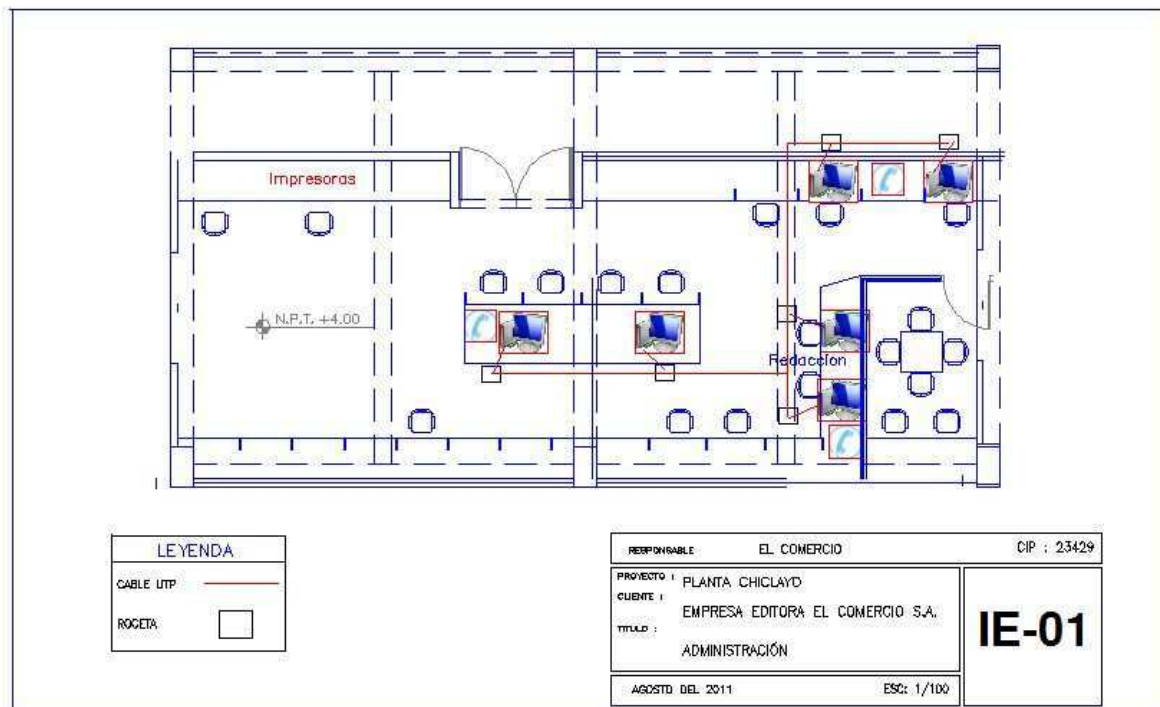 Impresoras
N.P.T. +4.00
Redaccion
LEYENDA
CABLE UTP
ROCETA
RESPONSABLE EL COMERCIO CIP : 23429
PROYECTO : PLANTA CHICLAYO
CLIENTE :
EMPRESA EDITORA EL COMERCIO S.A.
TITULO :
ADMINISTRACIÓN
IE-01
AGOSTO DEL 2011 ESC: 1/100